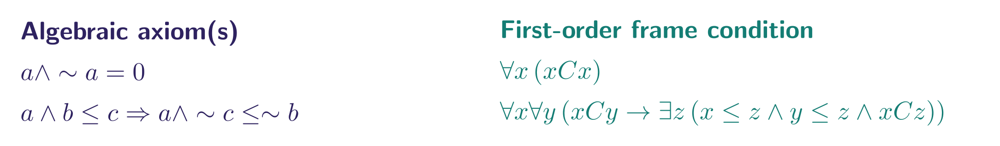 Algebraic axiom(s) First-order frame condition
a∧ ∼ a = 0 ∀x (xCx)
a ∧ b ≤ c ⇒ a∧ ∼ c ≤∼ b ∀x∀y (xCy → ∃z (x ≤ z ∧ y ≤ z ∧ xCz))